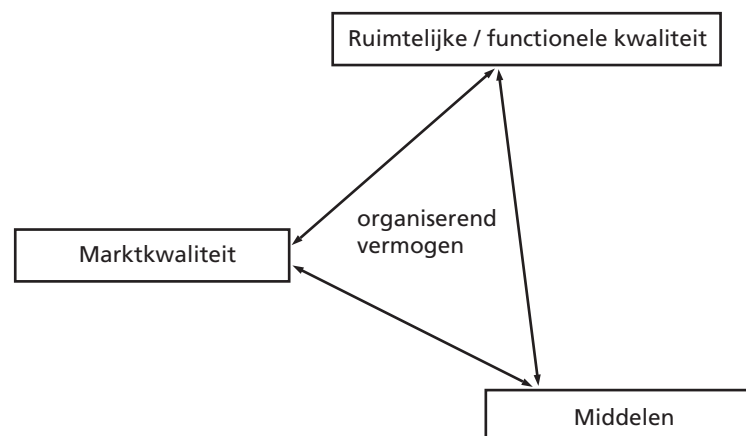 Ruimtelijke / functionele kwaliteit
organiserend
vermogen
Marktkwaliteit
Middelen